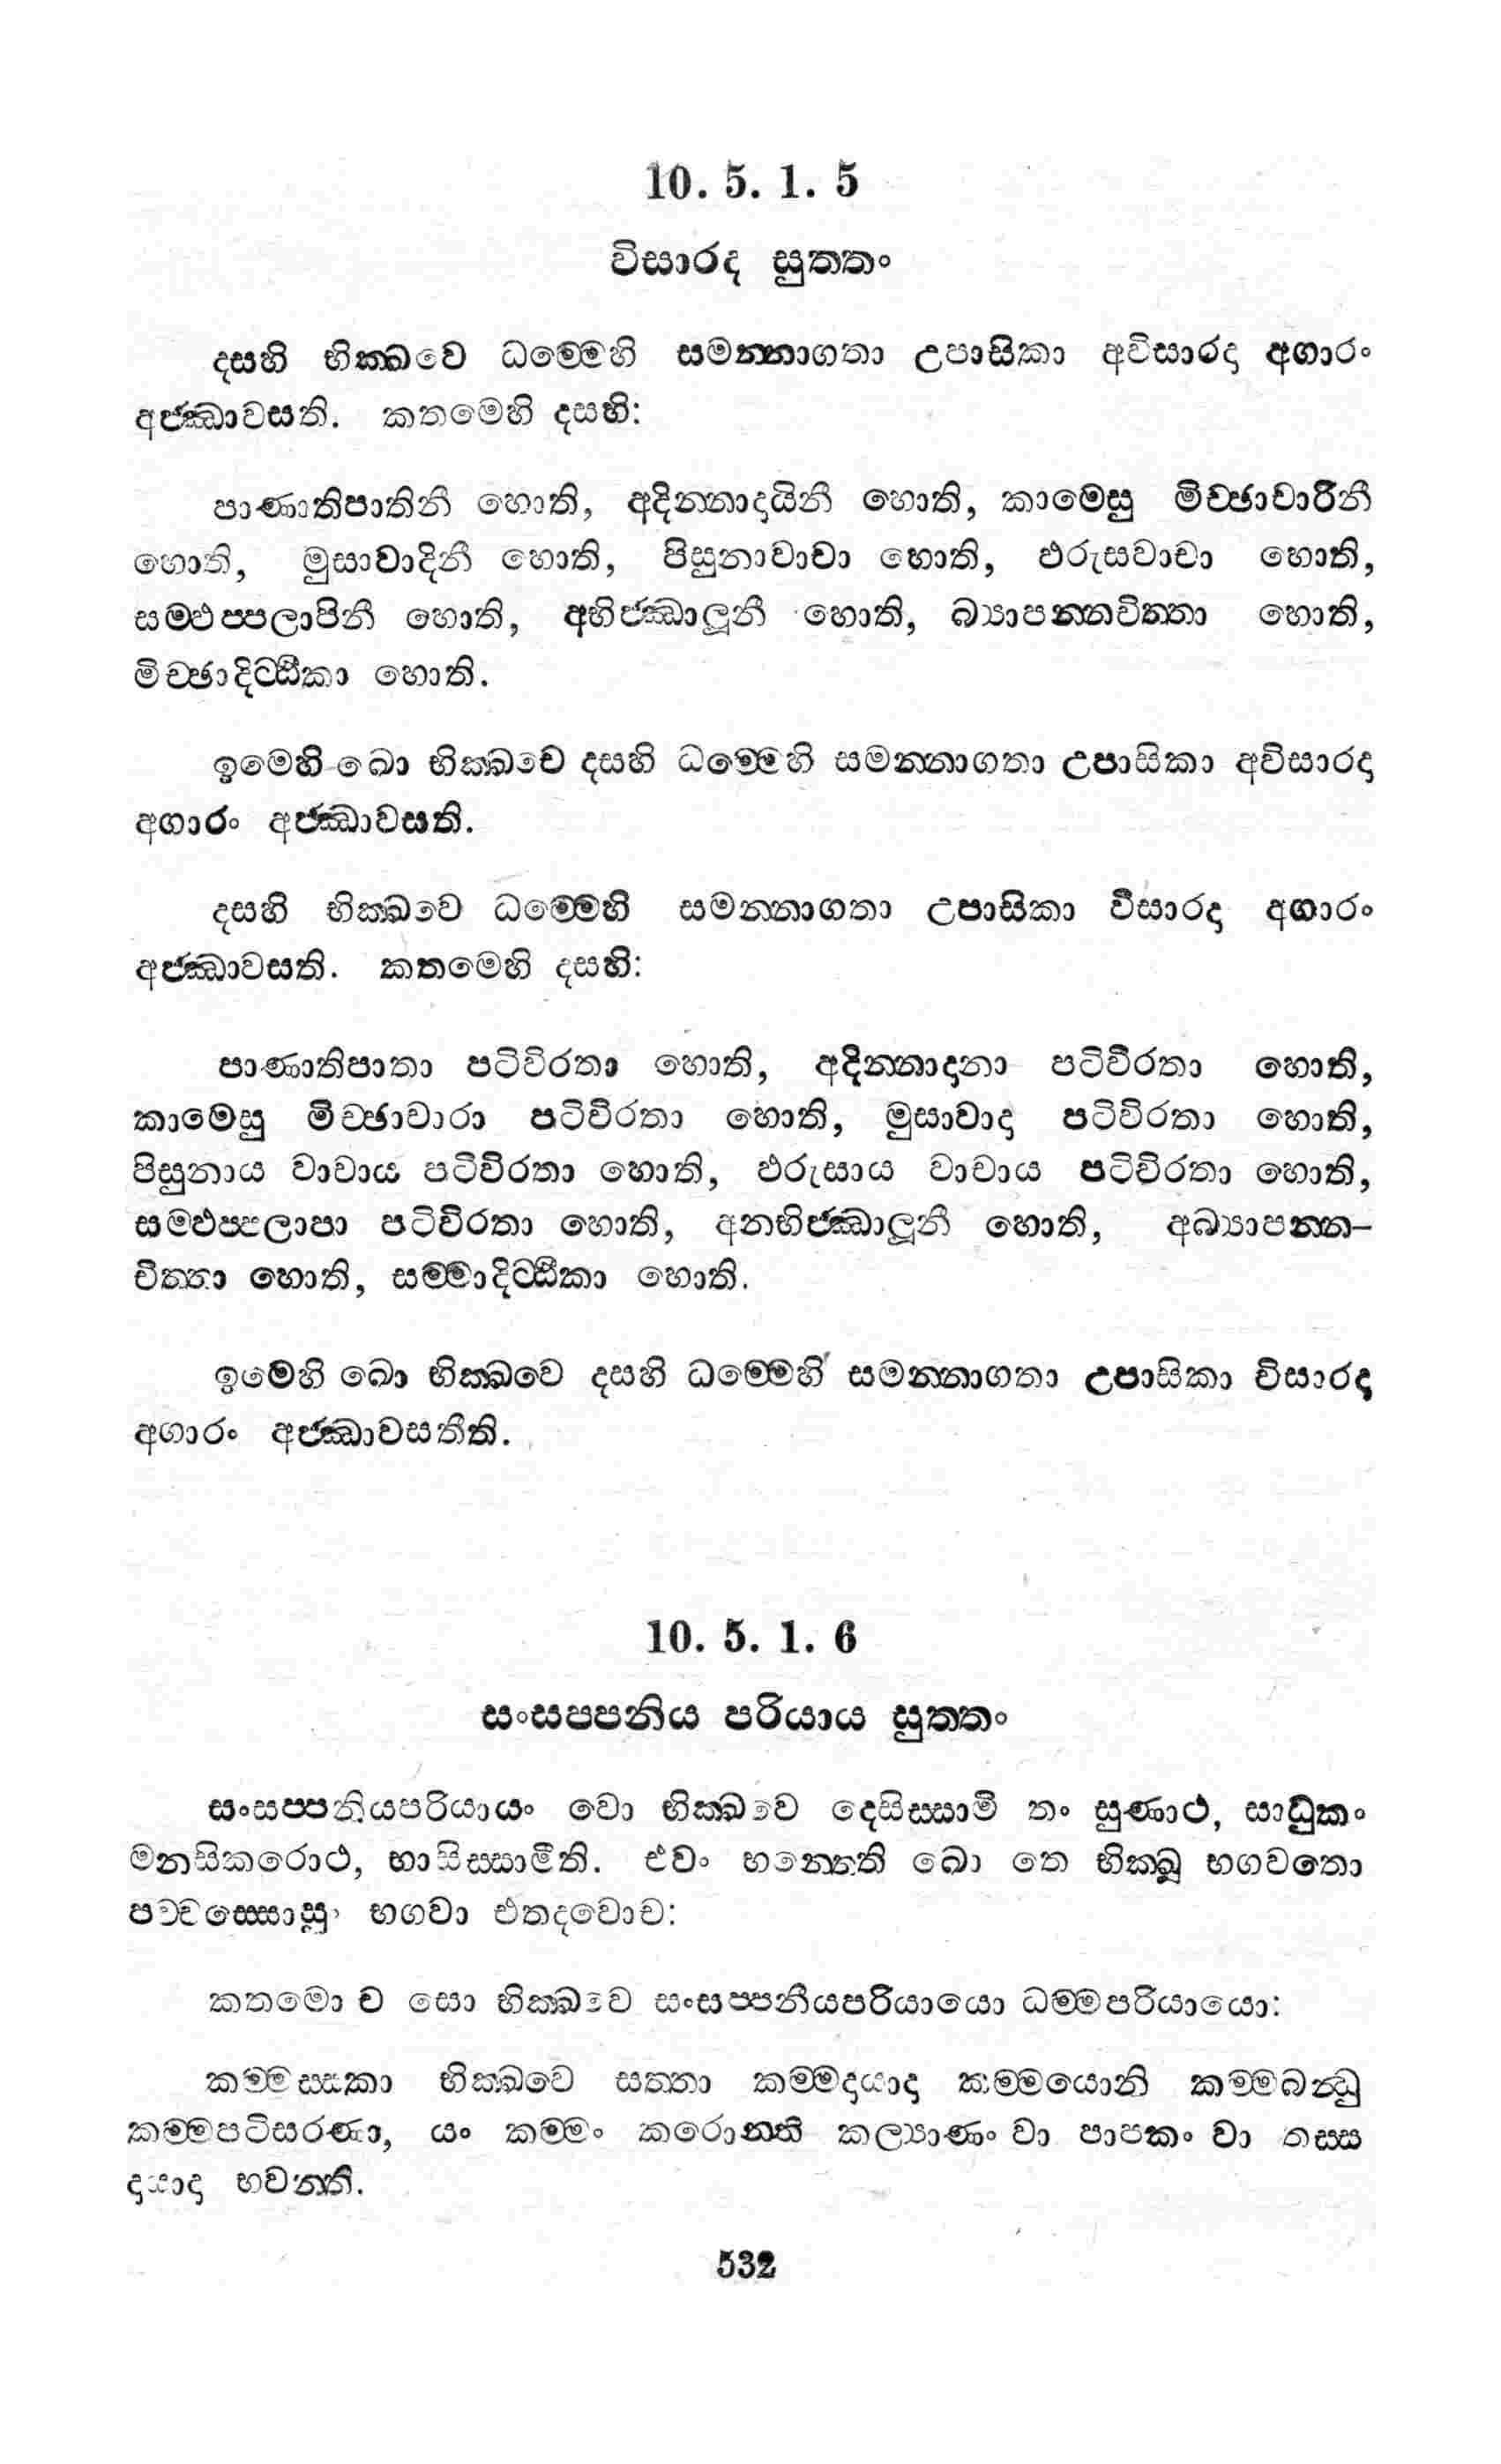 10. 5. 1. 5
විසාරද සුත්තං
දසහි භික්ඛවෙ ධම්මෙහි සමන්නාගතා උපාසිකා අවිසාරදා අගාරං
අජ්ඣාවසති. කතමෙහි දසහි:
පාණාතිපාතිනී හොති, අදින්නාදායිනී හොති, කාමෙසු මිච්ඡාචාරිනී
හොති, මුසාවාදිනී හොති, පිසුනාවාචා හොති, ඵරුසවාචා හොති,
සම්ඵප්පලාපිනී හොති, අභිජ්ඣාලුනී හොති, බ්‍යාපන්නචිත්තා හොති,
මිච්ඡාදිට්ඨිකා හොති.
ඉමෙහි ඛො භික්ඛවෙ දසහි ධම්මෙහි සමන්නාගතා උපාසිකා අවිසාරදා
අගාරං අජ්ඣාවසති.
දසහි භික්ඛවෙ ධම්මෙහි සමන්නාගතා උපාසිකා විසාරදා අගාරං
අජ්ඣාවසති. කතමෙහි දසහි:
පාණාතිපාතා පටිවිරතා හොති, අදින්නාදානා පටිවිරතා හොති,
කාමෙසු මිච්ඡාචාරා පටිවිරතා හොති, මුසාවාදා පටිවිරතා හොති,
පිසුනාය වාචාය පටිවිරතා හොති, ඵරුසාය වාචාය පටිවිරතා හොති,
සම්ඵප්පලාපා පටිවිරතා හොති, අනභිජ්ඣාලූනී හොති, අබ්‍යාපන්න–
චිත්තා හොති, සම්මාදිට්ඨිකා හොති.
ඉමෙහි ඛො භික්ඛවෙ දසහි ධම්මෙහි සමන්නාගතා උපාසිකා විසාරදා
අගාරං අජ්ඣාවසතීති.
10. 5. 1. 6
සංසප්පනිය පරියාය සුත්තං
සංසප්පනියපරියායං වො භික්ඛවෙ දෙසිස්සාමි තං සුණාථ, සාධුකං
මනසිකරොථ, භාසිස්සාමීති. එවං භන්තෙති ඛො තෙ භික්ඛූ භගවතො
පච්චස්සොසුං භගවා එතදවොච:
කතමො ච සො භික්ඛවෙ සංසප්පනීයපරියායො ධම්මපරියායො:
කම්මස්සකා භික්ඛවෙ සත්තා කම්මදායාදා කම්මයොනි කම්මබන්ධු
කම්මපටිසරණා, යං කම්මං කරොන්ති කල්‍යාණං වා පාපකං වා තස්ස
දායාදා භවන්ති.
532